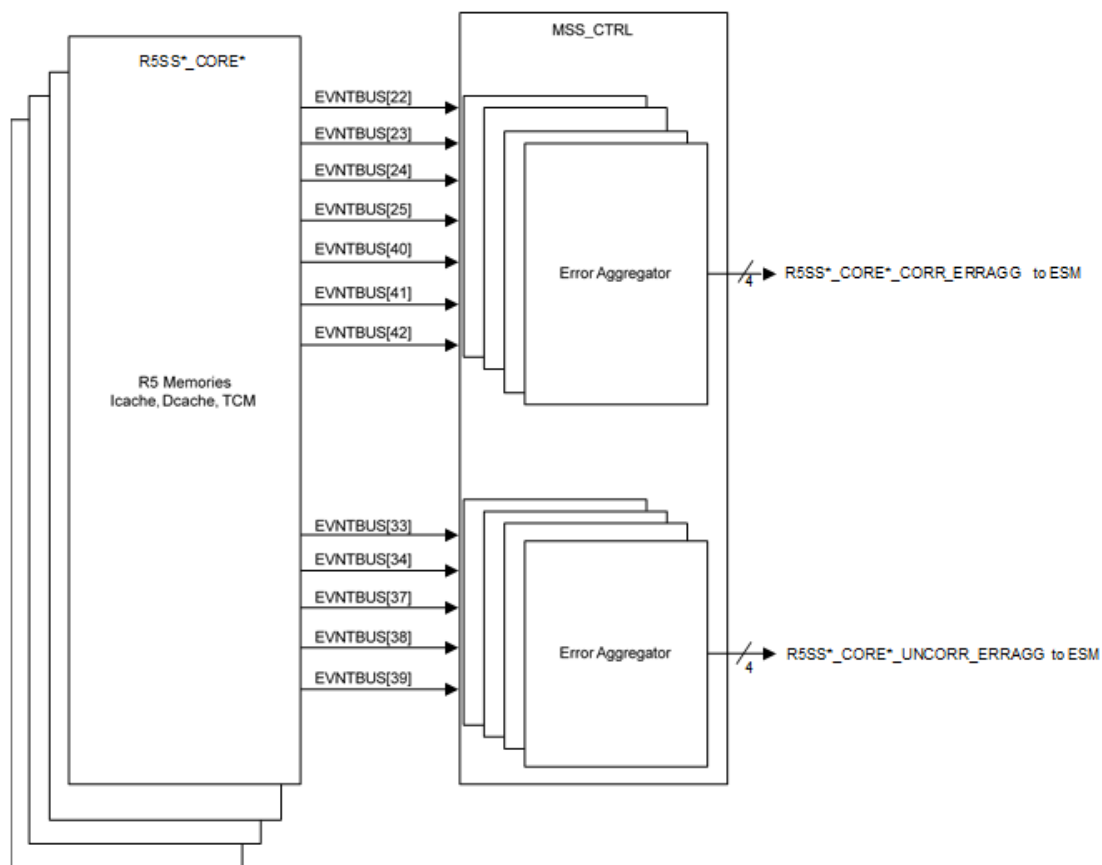 MSS_CTRL
R5SS*_CORE*
EVNTBUS[22]
EVNTBUS[23]
EVNTBUS[24]
EVNTBUS[25]
EVNTBUS[40]
EVNTBUS[41]
EVNTBUS[42]
Error Aggregator
4
R5SS*_CORE*_CORR_ERRAGG to ESM
R5 Memories
Icache, Dcache, TCM
EVNTBUS[33]
EVNTBUS[34]
EVNTBUS[37]
EVNTBUS[38]
EVNTBUS[39]
Error Aggregator
4
R5SS*_CORE*_UNCORR_ERRAGG to ESM